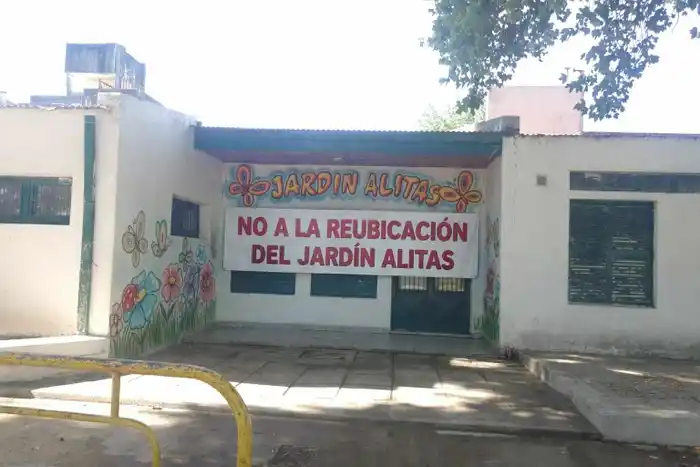 JARDIN ALITAS
NO A LA REUBICACIÓN
DEL JARDÍN ALITAS